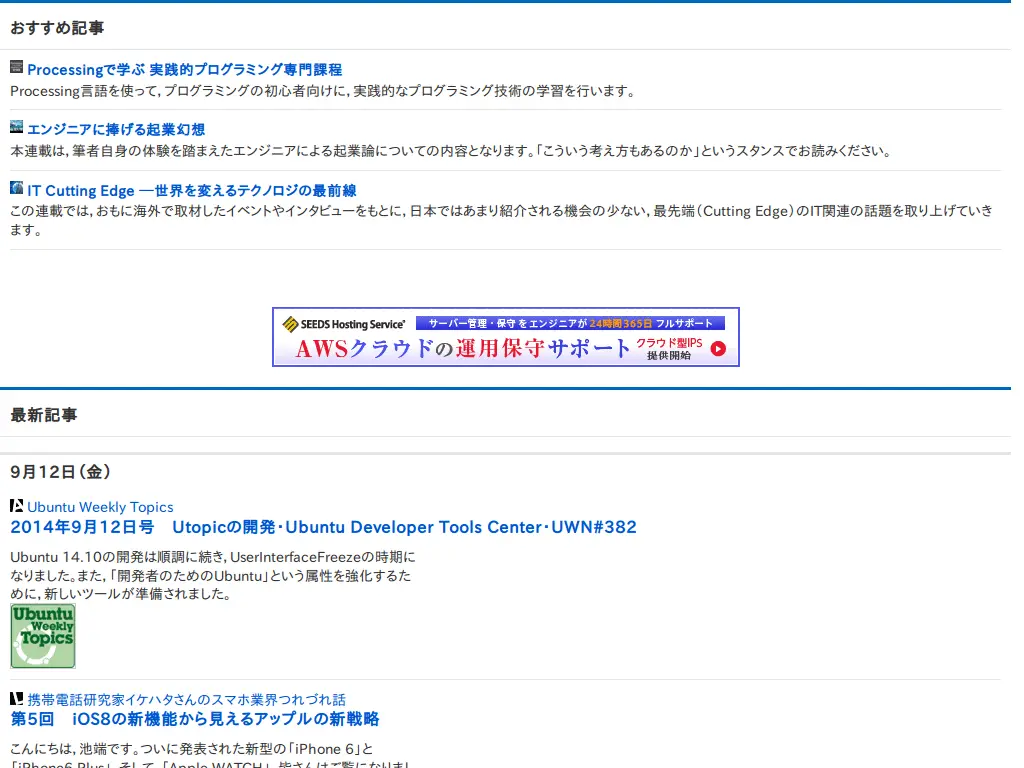 おすすめ記事
Processingで学ぶ 実践的プログラミング専門課程
Processing言語を使って，プログラミングの初心者向けに，実践的なプログラミング技術の学習を行います。
エンジニアに捧げる起業幻想
本連載は，筆者自身の体験を踏まえたエンジニアによる起業論についての内容となります。「こういう考え方もあるのか」というスタンスでお読みください。
IT Cutting Edge ―世界を変えるテクノロジの最前線
この連載では，おもに海外で取材したイベントやインタビューをもとに，日本ではあまり紹介される機会の少ない，最先端（Cutting Edge）のIT関連の話題を取り上げていき
ます。
SEEDS Hosting Service サーバー管理・保守をエンジニアが24時間365日フルサポート
AWSクラウドの運用保守サポート クラウド型IPS
提供開始
最新記事
9月12日（金）
Ubuntu Weekly Topics
2014年9月12日号　Utopicの開発・Ubuntu Developer Tools Center・UWN#382
Ubuntu 14.10の開発は順調に続き，UserInterfaceFreezeの時期に
なりました。また，「開発者のためのUbuntu」という属性を強化するた
めに，新しいツールが準備されました。
Ubuntu
Weekly
Topics
携帯電話研究家イケハタさんのスマホ業界つれづれ話
第5回　iOS8の新機能から見えるアップルの新戦略
こんにちは，池端です。ついに発表された新型の「iPhone 6」と
「iPhone6 Plus」，そして，「Apple WATCH」。皆さんはご覧になりまし